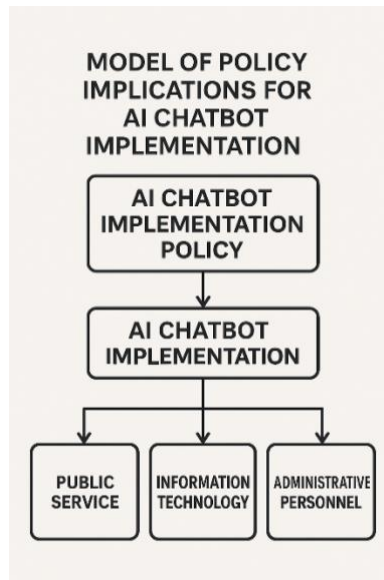 MODEL OF POLICY
IMPLICATIONS FOR
AI CHATBOT
IMPLEMENTATION
AI CHATBOT
IMPLEMENTATION
POLICY
AI CHATBOT
IMPLEMENTATION
PUBLIC
SERVICE
INFORMATION
TECHNOLOGY
ADMINISTRATIVE
PERSONNEL